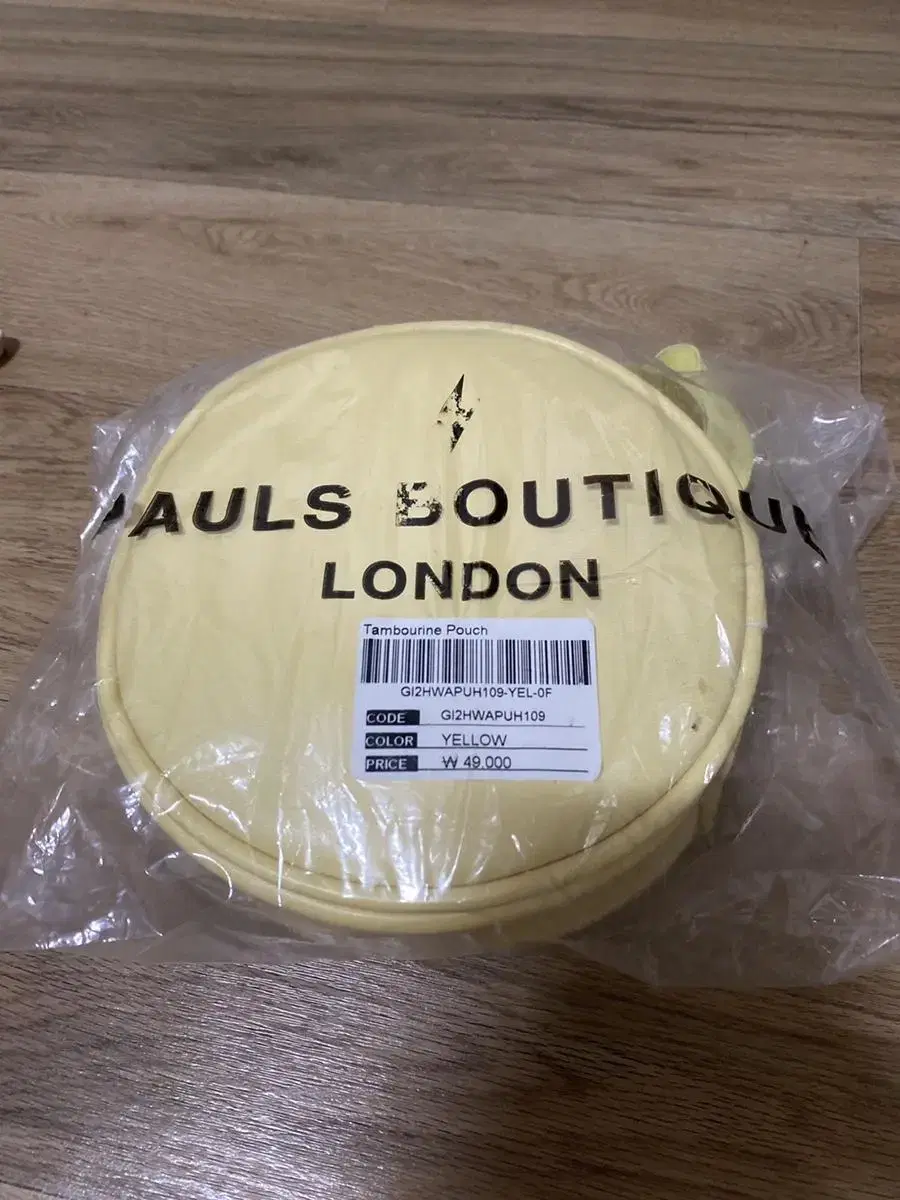 PAULS BOUTIQUE
LONDON
Tambourine Pouch
GI2HWAPUH109-YEL-0F
CODE GI2HWAPUH109
COLOR YELLOW
PRICE ₩ 49.000